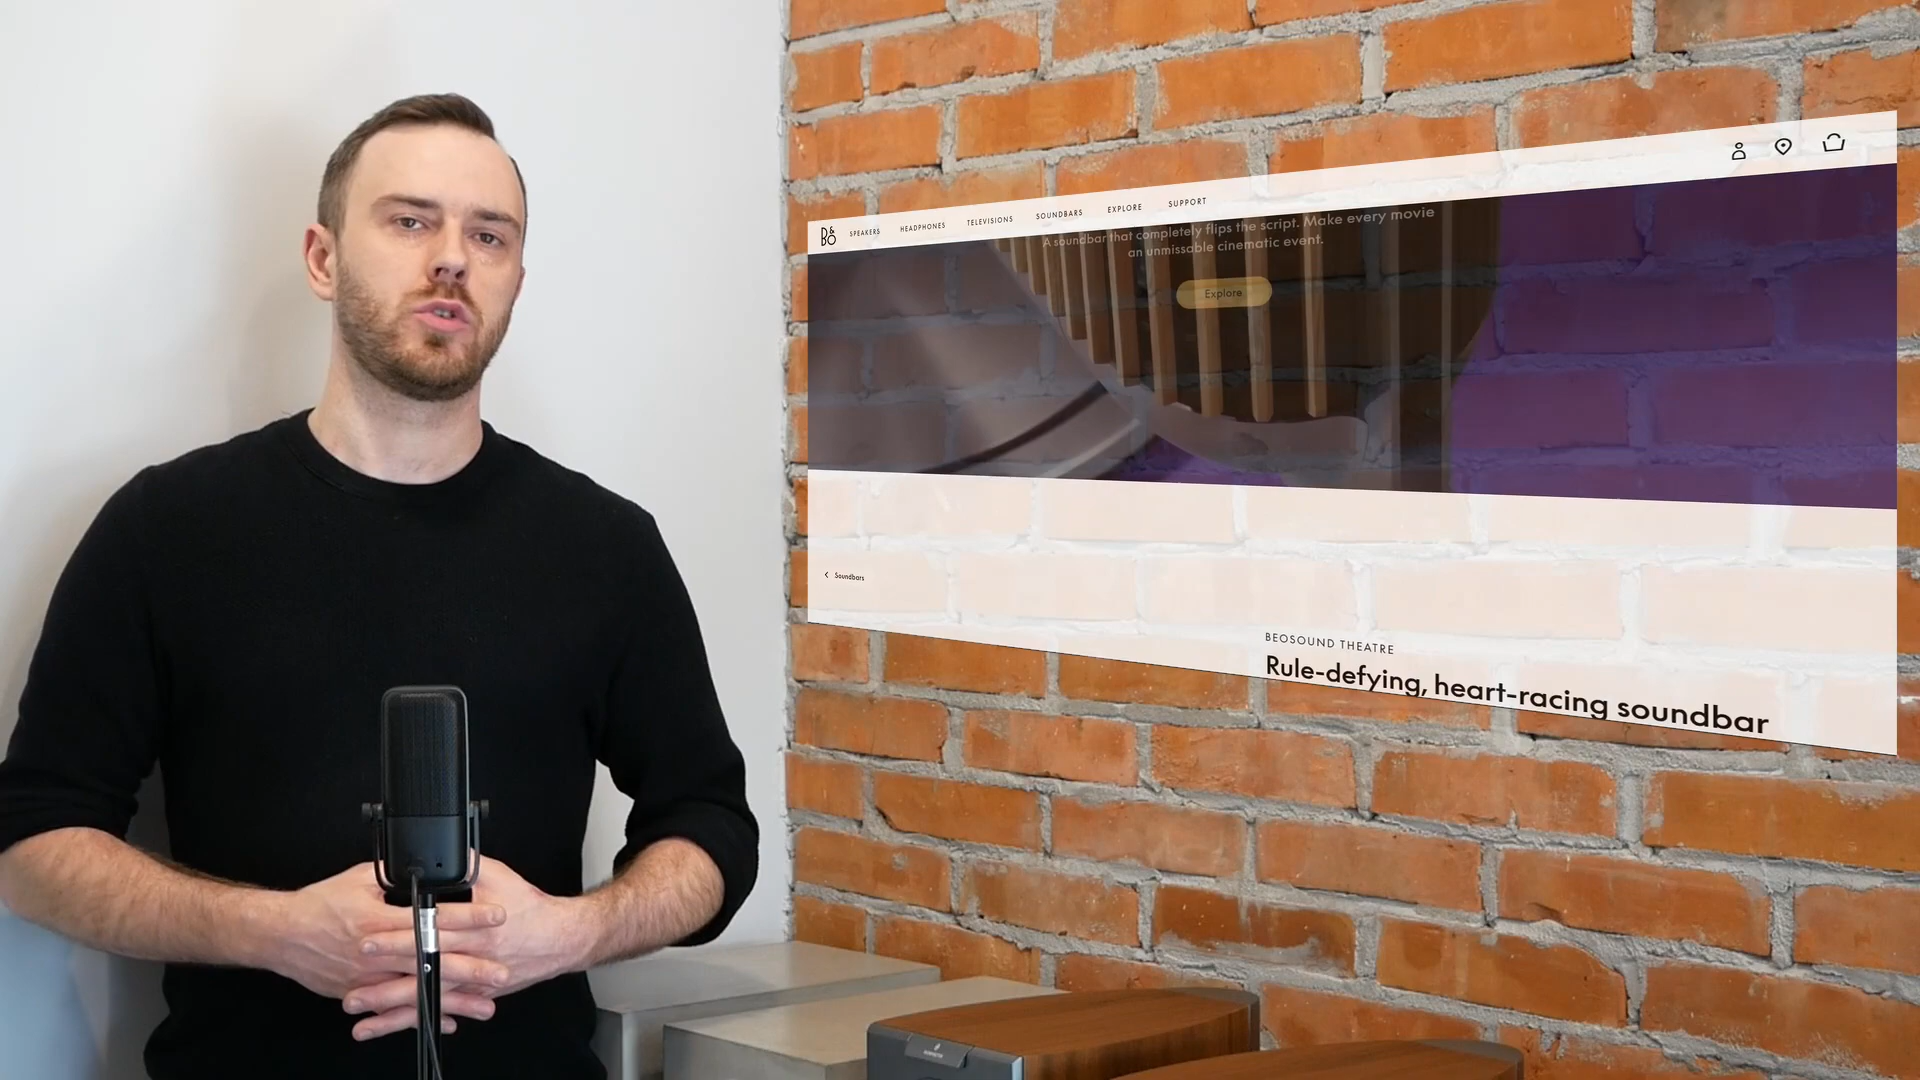 B&O
SPEAKERS HEADPHONES TELEVISIONS SOUNDBARS EXPLORE SUPPORT
A soundbar that completely flips the script. Make every movie
an unmissable cinematic event.
Explore
Soundbars
BEOSOUND THEATRE
Rule-defying, heart-racing soundbar